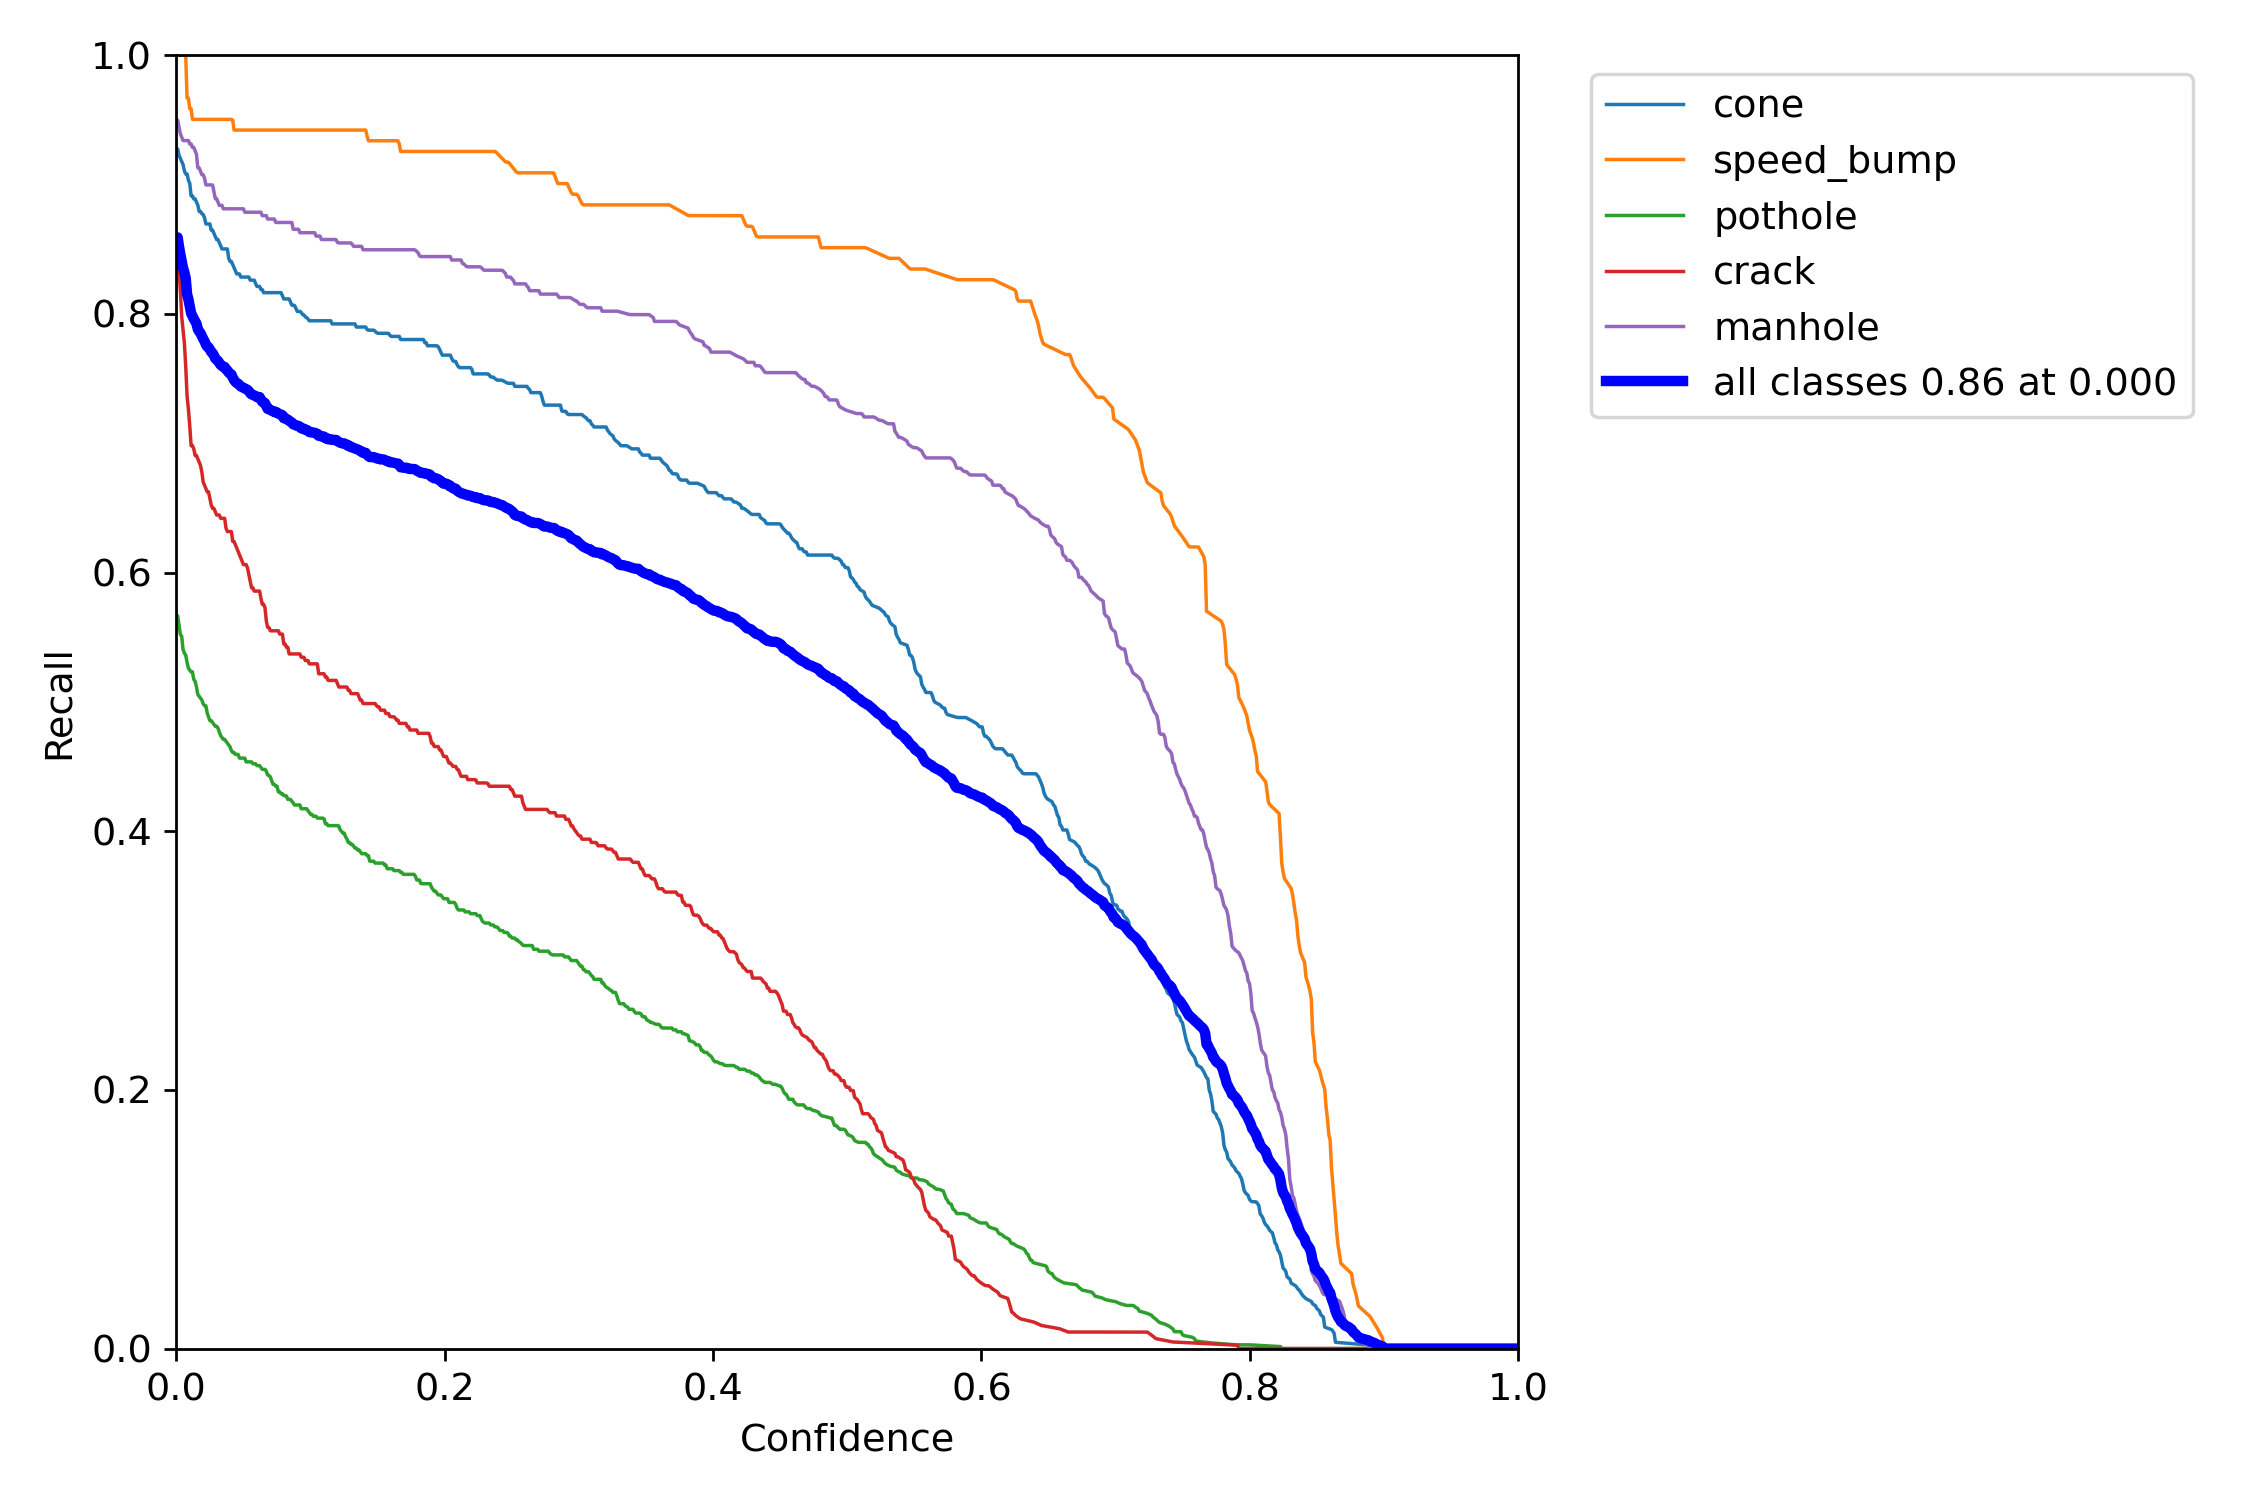 1.0
0.8
0.6
0.4
0.2
0.0
Recall
0.0 0.2 0.4 0.6 0.8 1.0
Confidence
cone
speed_bump
pothole
crack
manhole
all classes 0.86 at 0.000